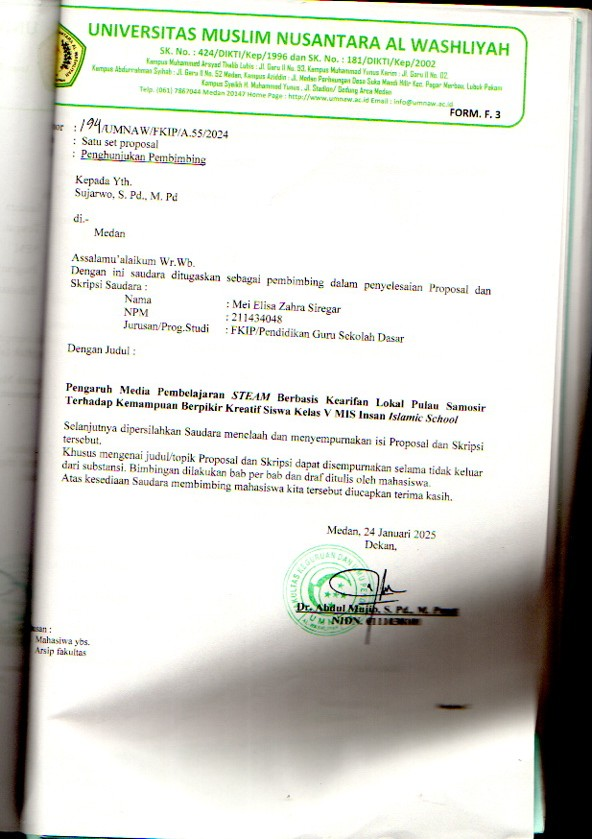 UNIVERSITAS MUSLIM NUSANTARA AL WASHLIYAH
SK. No. : 424/DIKTI/Kep/1996 dan SK. No. : 181/DIKTI/Kep/2002
Kampus Muhammad Arsyad Thalib Lubis : Jl. Garu II No. 93, Kampus Muhammad Yunus Karim : Jl. Garu II No. 02,
Kampus Abdurrahman Syihab : Jl. Garu II No. 52 Medan, Kampus Aziddin : Jl. Medan Perbaungan Desa Suka Mandi Hilir Kec. Pagar Merbau, Lubuk Pakam
Kampus Syeikh H. Muhammad Yunus : Jl. Stadion/ Gedung Arca Medan
Telp. (061) 7867044 Medan 20147 Home Page : http://www.umnaw.ac.id Email : info@umnaw.ac.id
FORM. F. 3
: 194/UMNAW/FKIP/A.55/2024
: Satu set proposal
: Penghunjukan Pembimbing
Kepada Yth.
Sujarwo, S. Pd., M. Pd
di.-
Medan
Assalamu'alaikum Wr.Wb.
Dengan ini saudara ditugaskan sebagai pembimbing dalam penyelesaian Proposal dan
Skripsi Saudara :
Nama : Mei Elisa Zahra Siregar
NPM : 211434048
Jurusan/Prog.Studi : FKIP/Pendidikan Guru Sekolah Dasar
Dengan Judul :
Pengaruh Media Pembelajaran STEAM Berbasis Kearifan Lokal Pulau Samosir
Terhadap Kemampuan Berpikir Kreatif Siswa Kelas V MIS Insan Islamic School
Selanjutnya dipersilahkan Saudara menelaah dan menyempurnakan isi Proposal dan Skripsi
tersebut.
Khusus mengenai judul/topik Proposal dan Skripsi dapat disempurnakan selama tidak keluar
dari substansi. Bimbingan dilakukan bab per bab dan draf ditulis oleh mahasiswa.
Atas kesediaan Saudara membimbing mahasiswa kita tersebut diucapkan terima kasih.
Medan, 24 Januari 2025
Dekan,
Dr. Abdul Mujib, S. Pd., M.
NIDN.
Mahasiwa ybs.
Arsip fakultas